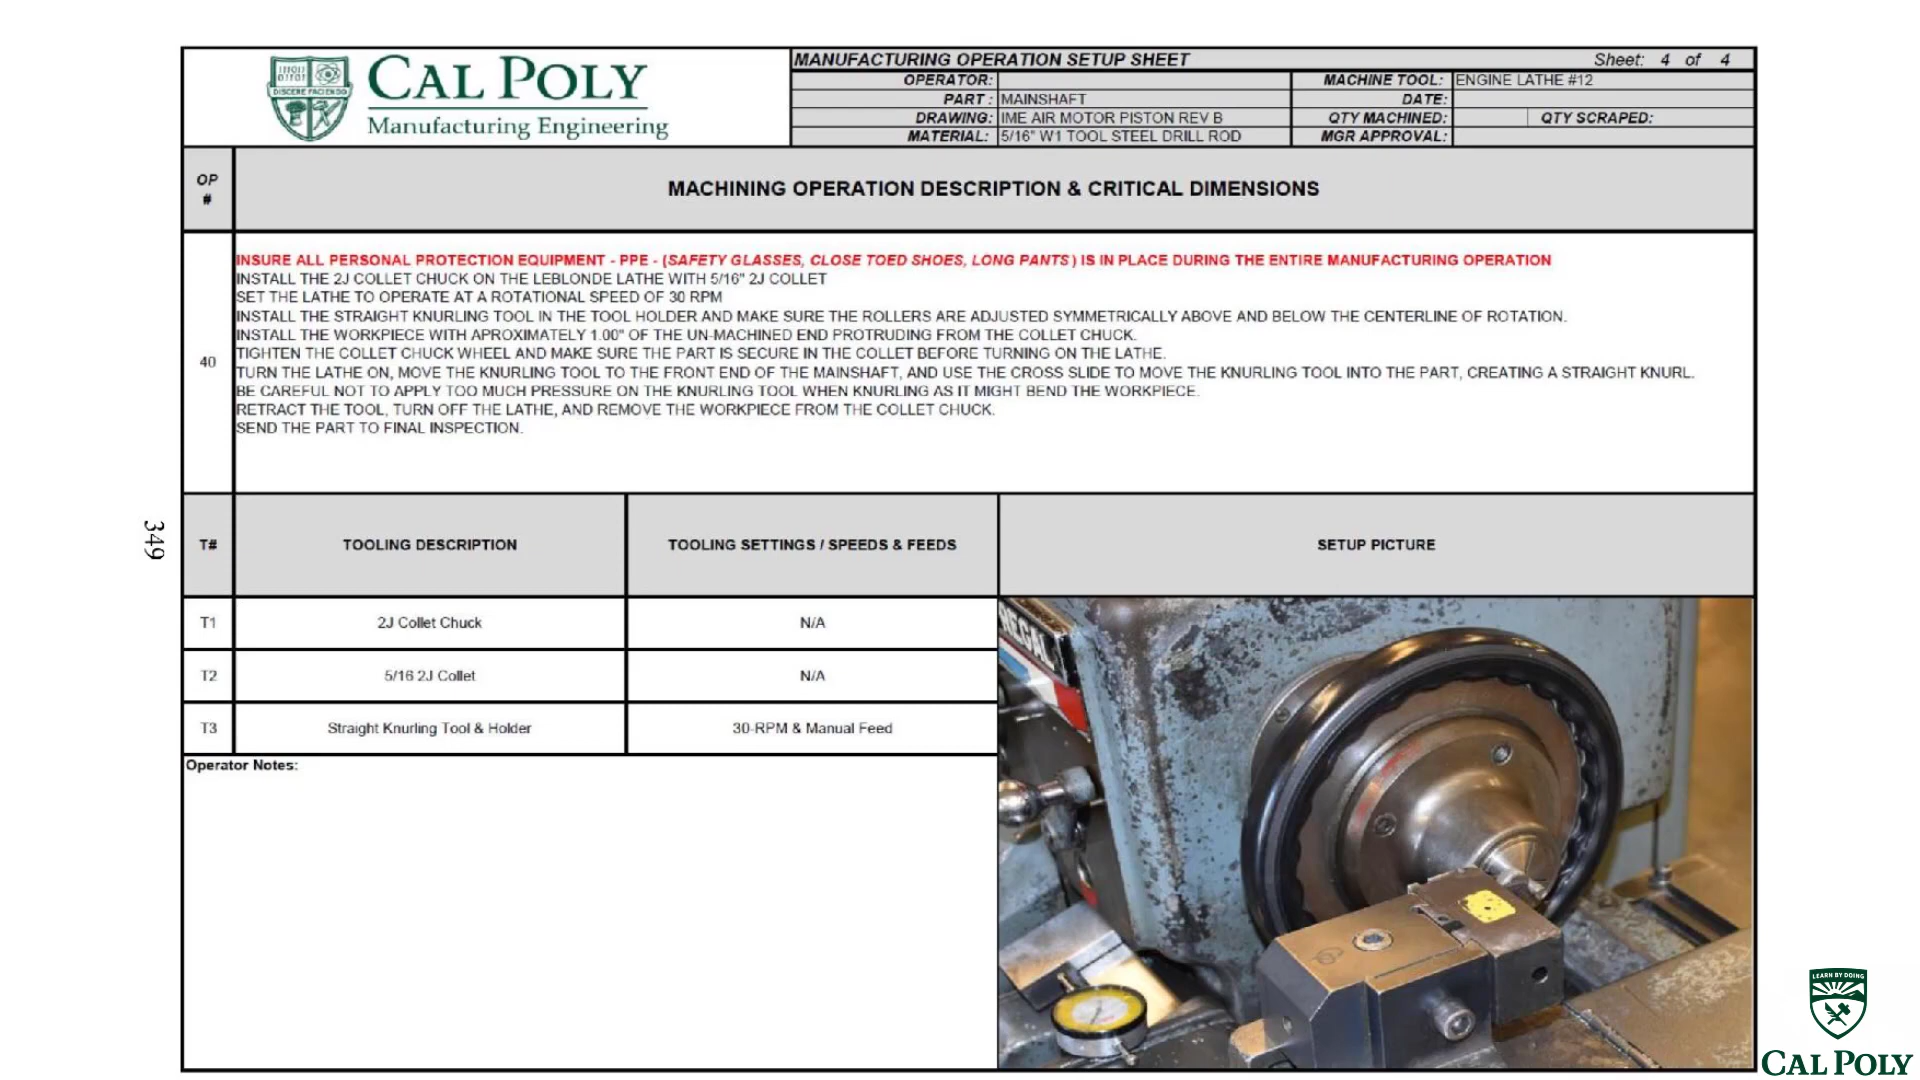 CAL POLY
Manufacturing Engineering
DISCERE FACIENDO
MANUFACTURING OPERATION SETUP SHEET Sheet: 4 of 4
OPERATOR: MACHINE TOOL: ENGINE LATHE #12
PART : MAINSHAFT DATE:
DRAWING: IME AIR MOTOR PISTON REV B QTY MACHINED: QTY SCRAPED:
MATERIAL: 5/16" W1 TOOL STEEL DRILL ROD MGR APPROVAL:
OP # MACHINING OPERATION DESCRIPTION & CRITICAL DIMENSIONS
40
INSURE ALL PERSONAL PROTECTION EQUIPMENT - PPE - (SAFETY GLASSES, CLOSE TOED SHOES, LONG PANTS) IS IN PLACE DURING THE ENTIRE MANUFACTURING OPERATION
INSTALL THE 2J COLLET CHUCK ON THE LEBLONDE LATHE WITH 5/16" 2J COLLET
SET THE LATHE TO OPERATE AT A ROTATIONAL SPEED OF 30 RPM
INSTALL THE STRAIGHT KNURLING TOOL IN THE TOOL HOLDER AND MAKE SURE THE ROLLERS ARE ADJUSTED SYMMETRICALLY ABOVE AND BELOW THE CENTERLINE OF ROTATION.
INSTALL THE WORKPIECE WITH APROXIMATELY 1.00" OF THE UN-MACHINED END PROTRUDING FROM THE COLLET CHUCK.
TIGHTEN THE COLLET CHUCK WHEEL AND MAKE SURE THE PART IS SECURE IN THE COLLET BEFORE TURNING ON THE LATHE.
TURN THE LATHE ON, MOVE THE KNURLING TOOL TO THE FRONT END OF THE MAINSHAFT, AND USE THE CROSS SLIDE TO MOVE THE KNURLING TOOL INTO THE PART, CREATING A STRAIGHT KNURL.
BE CAREFUL NOT TO APPLY TOO MUCH PRESSURE ON THE KNURLING TOOL WHEN KNURLING AS IT MIGHT BEND THE WORKPIECE.
RETRACT THE TOOL, TURN OFF THE LATHE, AND REMOVE THE WORKPIECE FROM THE COLLET CHUCK.
SEND THE PART TO FINAL INSPECTION.
349
T# TOOLING DESCRIPTION TOOLING SETTINGS / SPEEDS & FEEDS SETUP PICTURE
T1 2J Collet Chuck N/A
T2 5/16 2J Collet N/A
T3 Straight Knurling Tool & Holder 30-RPM & Manual Feed
Operator Notes:
REGAL
LEARN BY DOING
CAL POLY